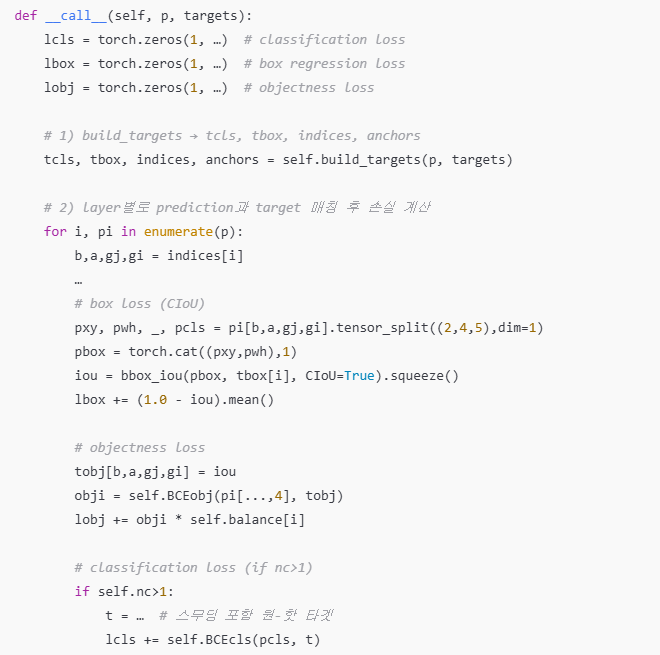 def __call__(self, p, targets):
    lcls = torch.zeros(1, …)  # classification loss
    lbox = torch.zeros(1, …)  # box regression loss
    lobj = torch.zeros(1, …)  # objectness loss

    # 1) build_targets → tcls, tbox, indices, anchors
    tcls, tbox, indices, anchors = self.build_targets(p, targets)

    # 2) layer별로 prediction과 target 매칭 후 손실 계산
    for i, pi in enumerate(p):
        b,a,gj,gi = indices[i]
        …
        # box loss (CIoU)
        pxy, pwh, _, pcls = pi[b,a,gj,gi].tensor_split((2,4,5),dim=1)
        pbox = torch.cat((pxy,pwh),1)
        iou = bbox_iou(pbox, tbox[i], CIoU=True).squeeze()
        lbox += (1.0 - iou).mean()

        # objectness loss
        tobj[b,a,gj,gi] = iou
        obji = self.BCEobj(pi[...,4], tobj)
        lobj += obji * self.balance[i]

        # classification loss (if nc>1)
        if self.nc>1:
            t = …  # 스무딩 포함 원-핫 타겟
            lcls += self.BCEcls(pcls, t)